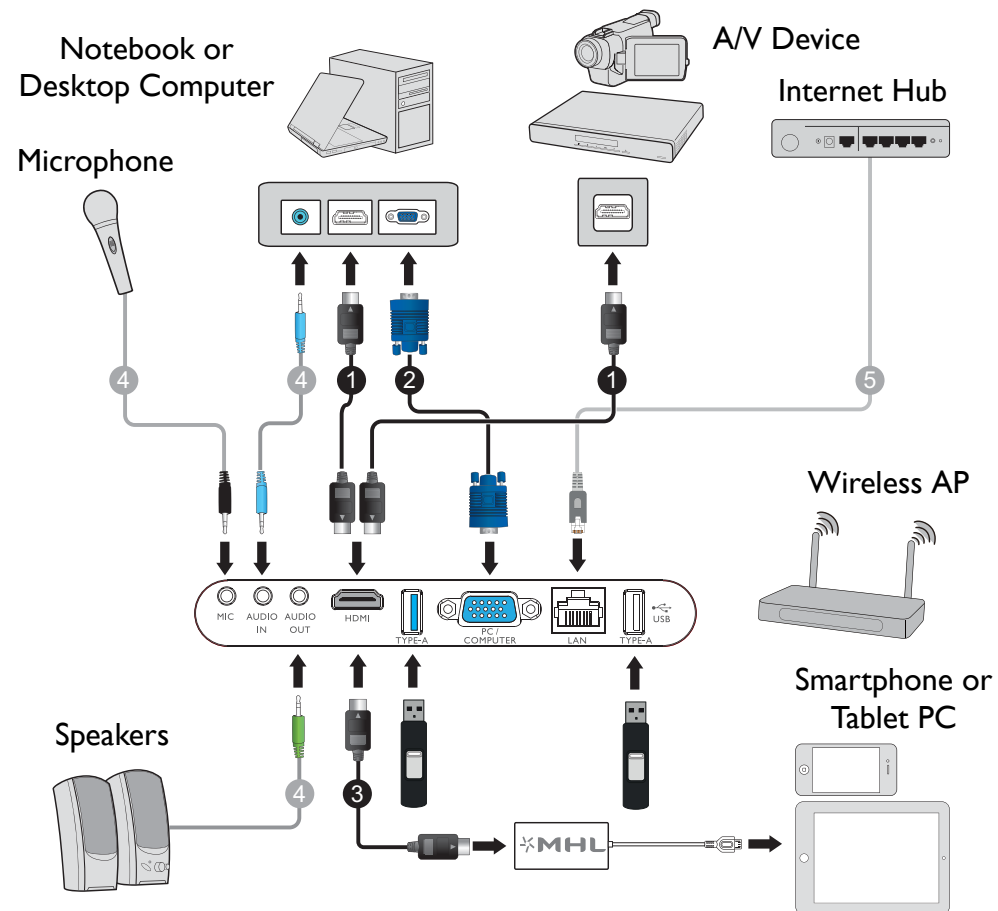 Notebook or
Desktop Computer
A/V Device
Internet Hub
Microphone
4
4
1
2
1
5
Wireless AP
MIC
AUDIO
IN
AUDIO
OUT
HDMI
TYPE-A
PC /
COMPUTER
LAN
TYPE-A
USB
Smartphone or
Tablet PC
Speakers
4
3
MHL